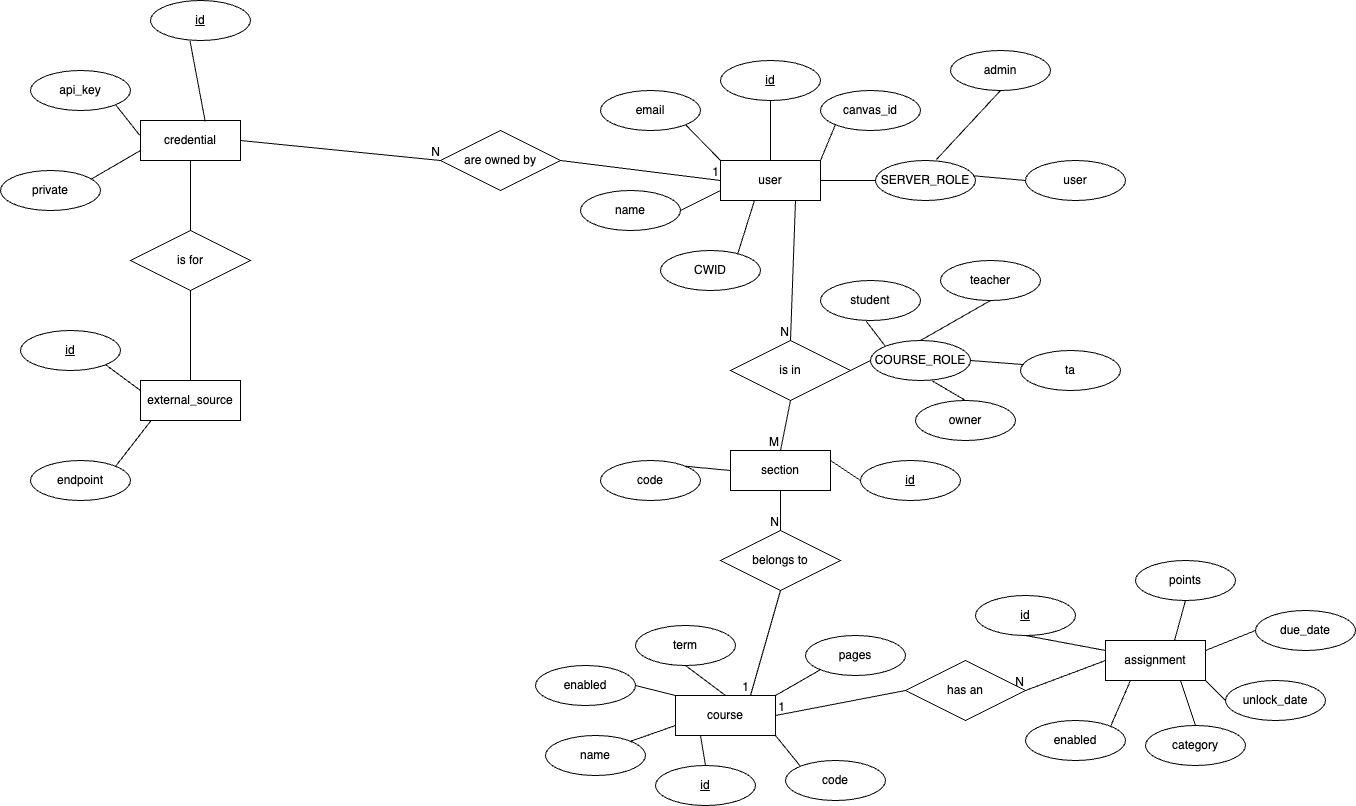 id
api_key
credential
private
is for
id
external_source
endpoint
N
are owned by
1
email
id
canvas_id
user
name
CWID
SERVER_ROLE
admin
user
N
is in
student
teacher
COURSE_ROLE
ta
owner
M
section
code
id
N
belongs to
1
term
pages
enabled
course
1
name
id
code
has an
N
id
points
due_date
assignment
unlock_date
enabled
category